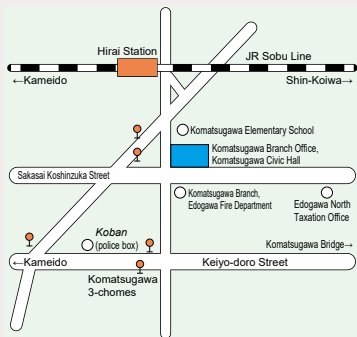 Hirai Station
JR Sobu Line
←Kameido
Shin-Koiwa→
Komatsugawa Elementary School
Komatsugawa Branch Office,
Komatsugawa Civic Hall
Sakasai Koshinzuka Street
Komatsugawa Branch,
Edogawa Fire Department
Edogawa North
Taxation Office
Koban
(police box)
Komatsugawa Bridge→
←Kameido
Keiyo-doro Street
Komatsugawa
3-chomes